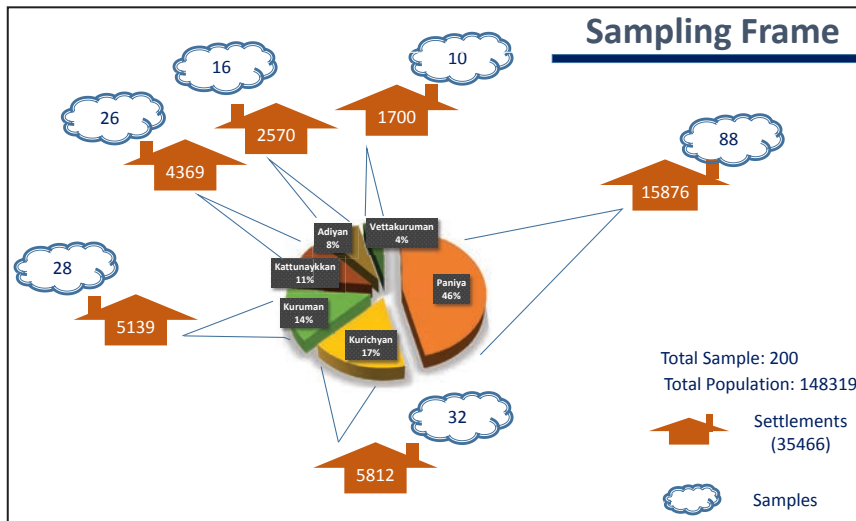 Sampling Frame
16
10
26
2570
1700
88
4369
15876
Adiyan
8%
Vettakuruman
4%
28
Kattunaykkan
11%
Paniya
46%
5139
Kuruman
14%
Kurichyan
17%
Total Sample: 200
Total Population: 148319
32
Settlements
(35466)
5812
Samples